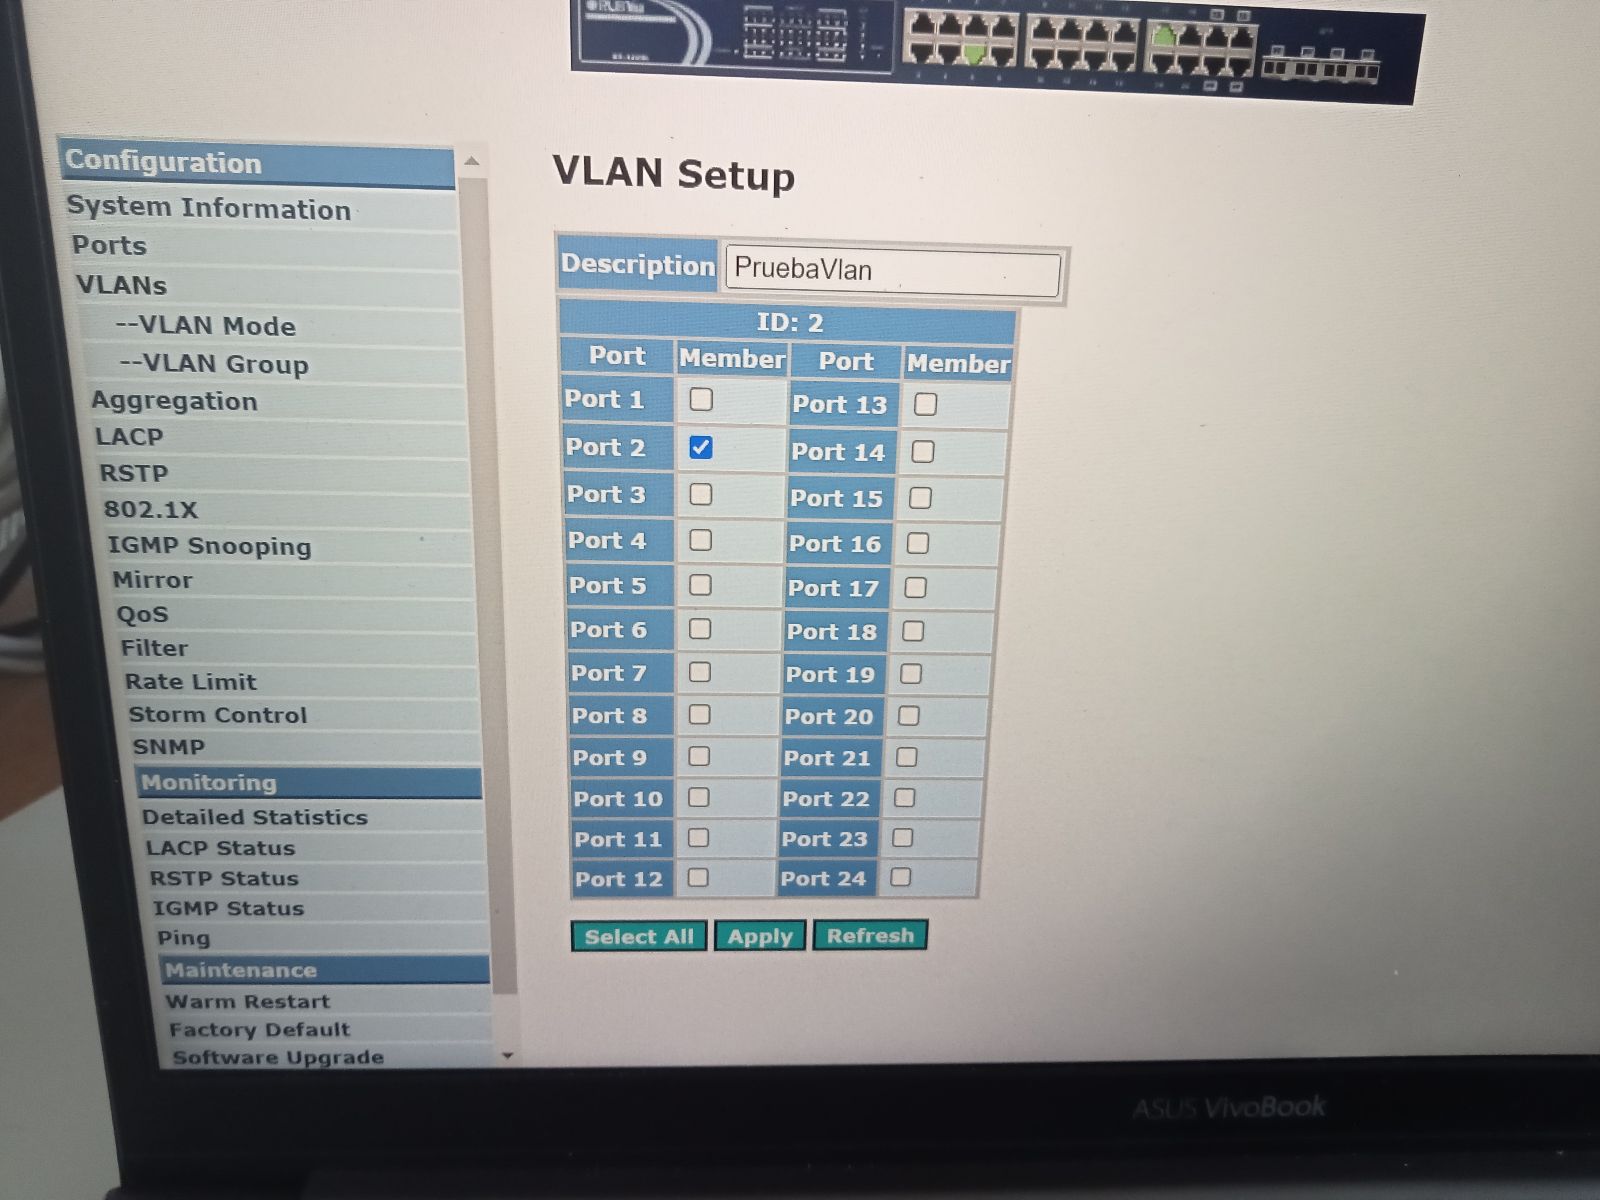 Configuration
System Information
Ports
VLANs
--VLAN Mode
--VLAN Group
Aggregation
LACP
RSTP
802.1X
IGMP Snooping
Mirror
QoS
Filter
Rate Limit
Storm Control
SNMP
Monitoring
Detailed Statistics
LACP Status
RSTP Status
IGMP Status
Ping
Maintenance
Warm Restart
Factory Default
Software Upgrade
VLAN Setup
Description PruebaVlan
ID: 2
Port Member Port Member
Port 1 Port 13
Port 2 Port 14
Port 3 Port 15
Port 4 Port 16
Port 5 Port 17
Port 6 Port 18
Port 7 Port 19
Port 8 Port 20
Port 9 Port 21
Port 10 Port 22
Port 11 Port 23
Port 12 Port 24
Select All Apply Refresh
ASUS VivoBook